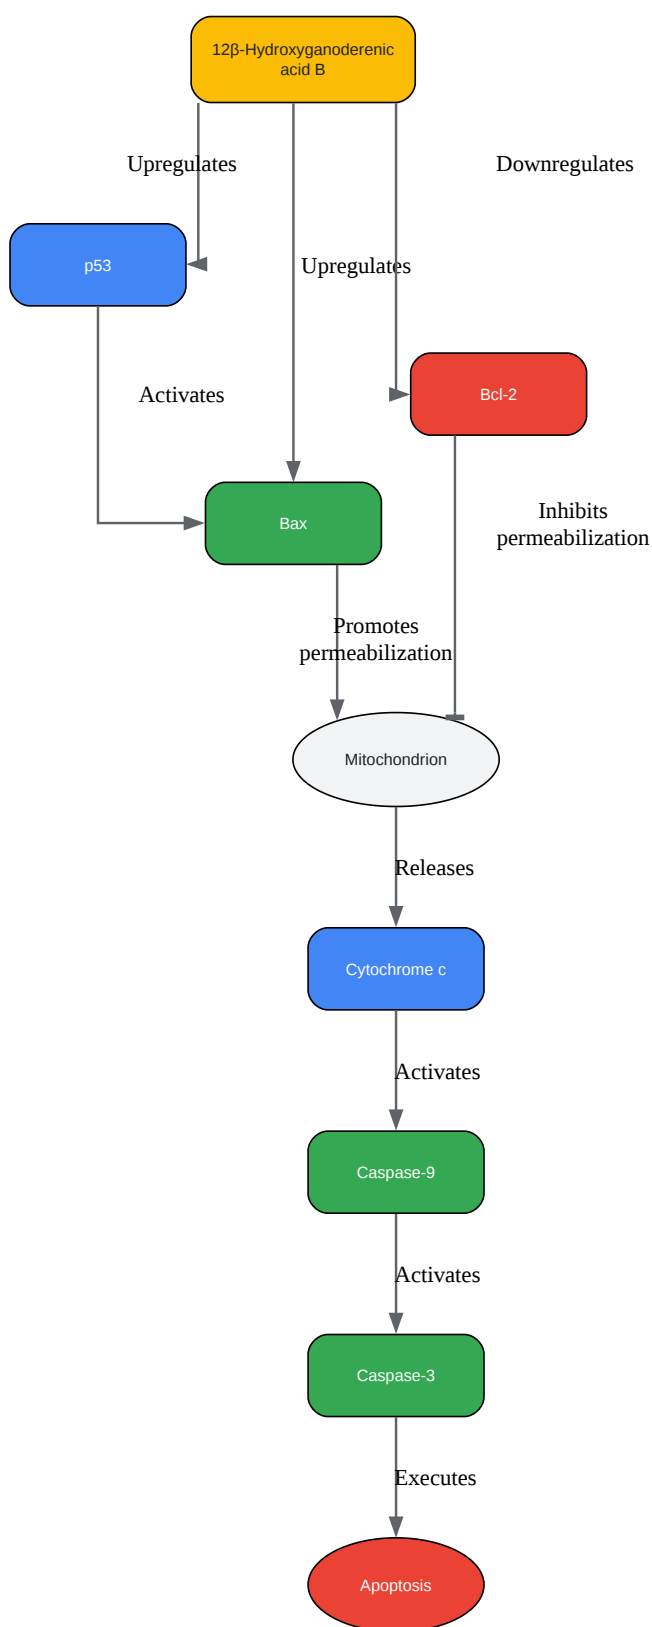 12β-Hydroxyganoderenic
acid B
Upregulates
Downregulates
p53
Upregulates
Activates
Bcl-2
Inhibits
permeabilization
Bax
Promotes
permeabilization
Mitochondrion
Releases
Cytochrome c
Activates
Caspase-9
Activates
Caspase-3
Executes
Apoptosis